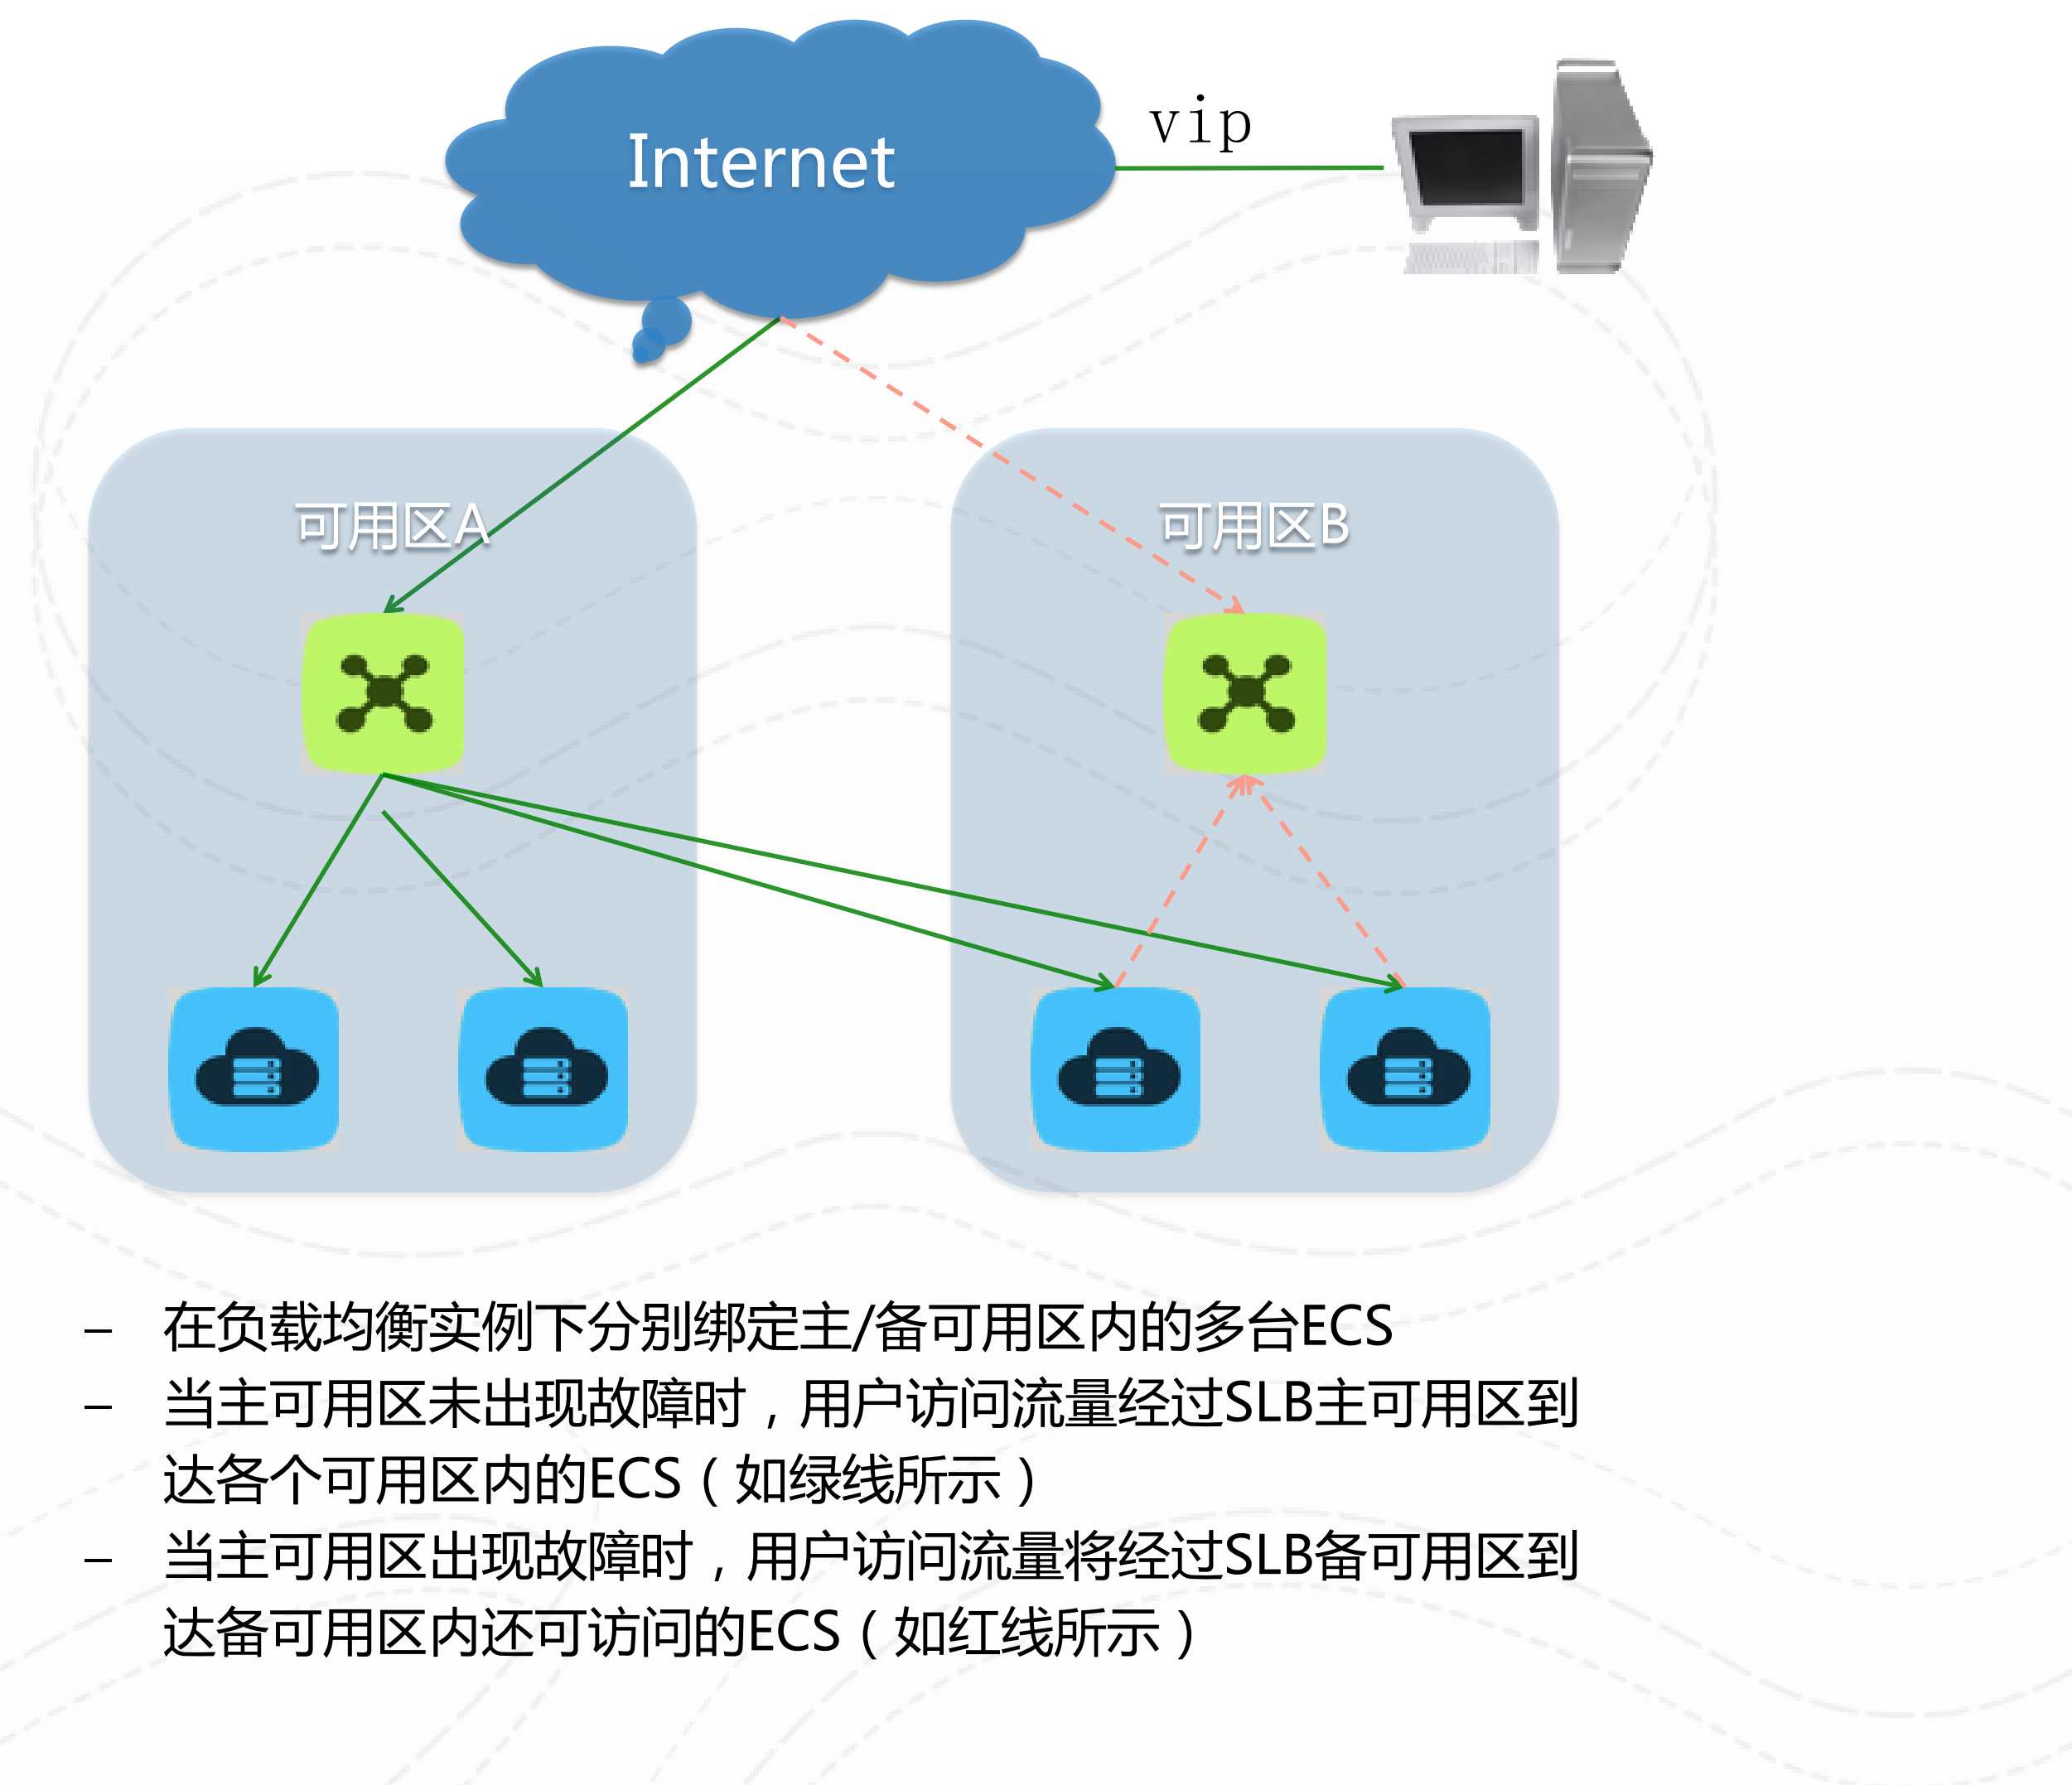 Internet
vip
可用区A
可用区B
– 在负载均衡实例下分别绑定主/备可用区内的多台ECS
– 当主可用区未出现故障时，用户访问流量经过SLB主可用区到
达各个可用区内的ECS（如绿线所示）
– 当主可用区出现故障时，用户访问流量将经过SLB备可用区到
达备可用区内还可访问的ECS（如红线所示）